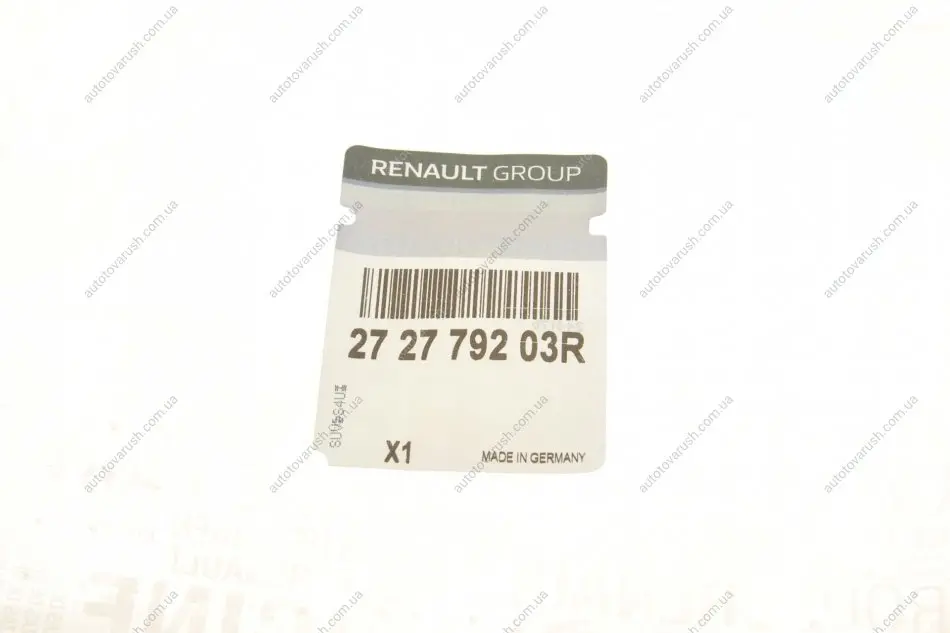 RENAULT GROUP
27 27 792 03R
X1
MADE IN GERMANY
autotovarush.com.ua